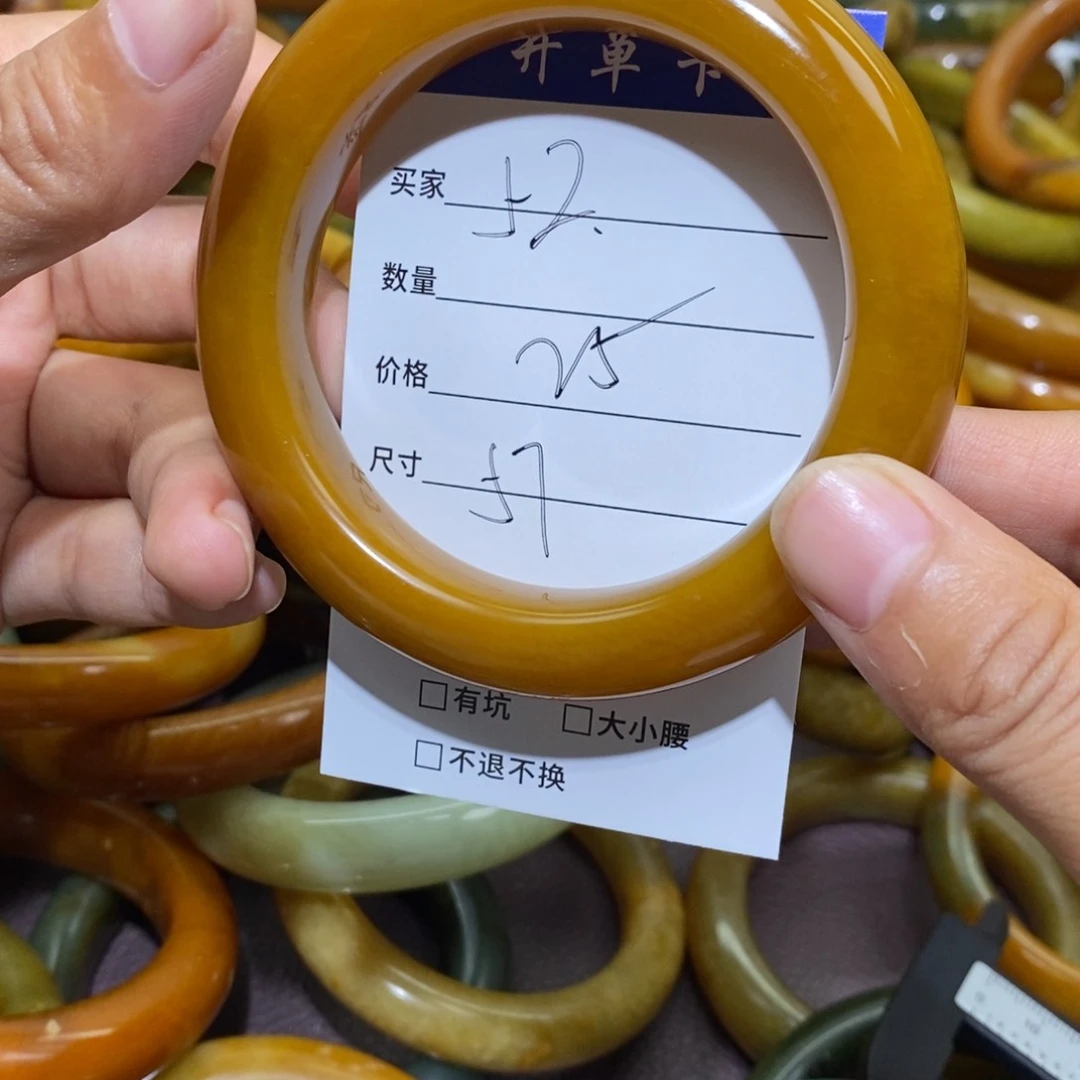 开单卡
买家 52.
数量
价格 25
尺寸 57
□有坑 □大小腰
□不退不换